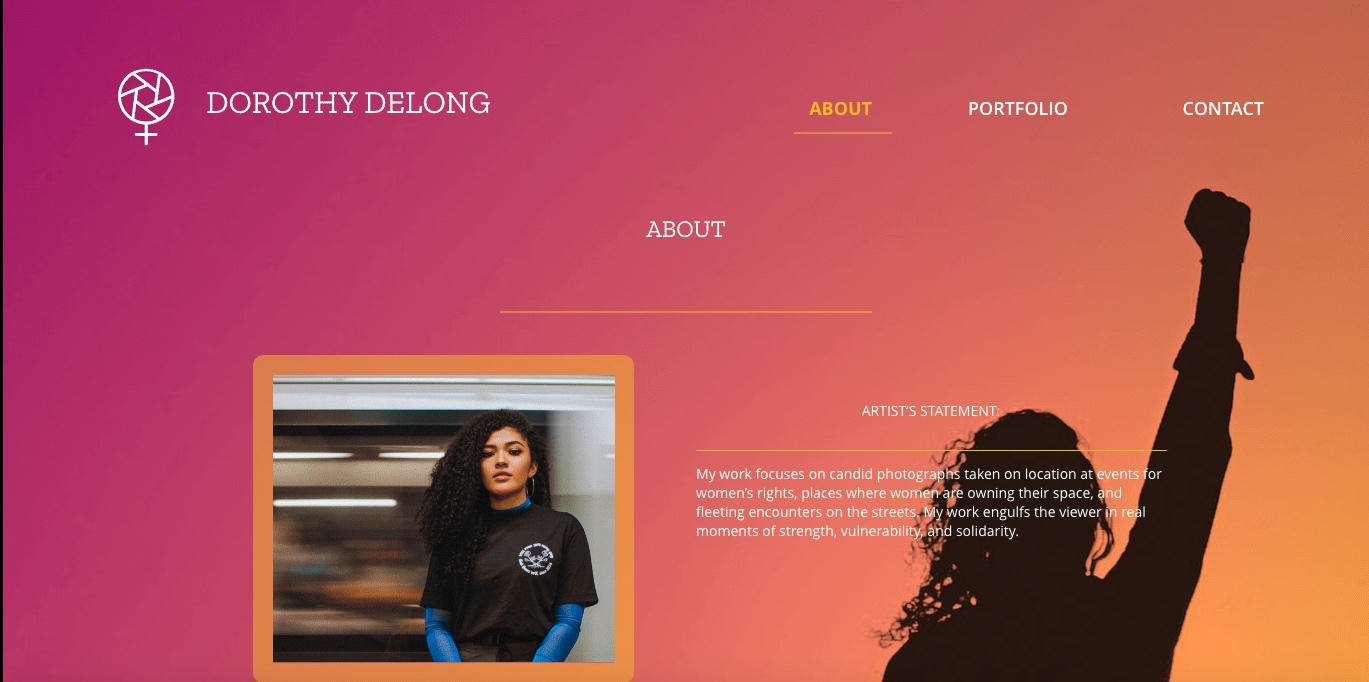 DOROTHY DELONG
ABOUT
PORTFOLIO
CONTACT
ABOUT
ARTIST’S STATEMENT:
My work focuses on candid photographs taken on location at events for
women’s rights, places where women are owning their space, and
fleeting encounters on the streets. My work engulfs the viewer in real
moments of strength, vulnerability, and solidarity.